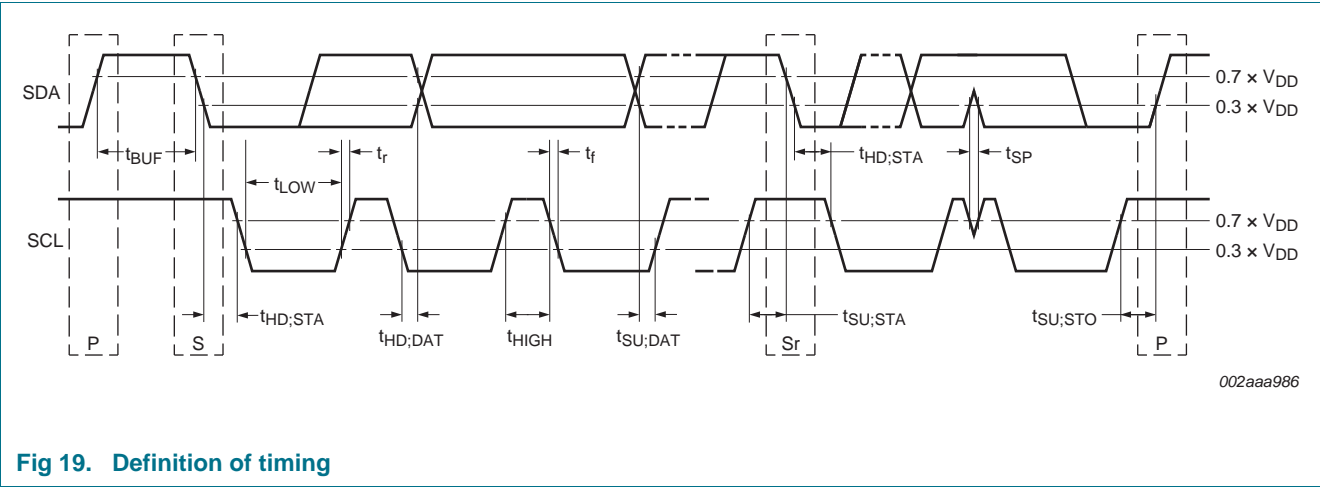 SDA
0.7 × VDD
0.3 × VDD
tBUF
tLOW
tr
tf
tHD;STA
tSP
SCL
0.7 × VDD
0.3 × VDD
tHD;STA
tHD;DAT
tHIGH
tSU;DAT
tSU;STA
tSU;STO
P
S
Sr
P
002aaa986
Fig 19. Definition of timing